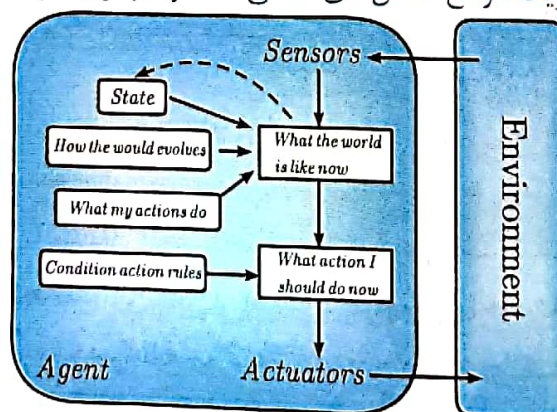 Sensors
State
How the would evolves
What the world
is like now
What my actions do
Condition action rules
What action I
should do now
Agent
Actuators
Environment